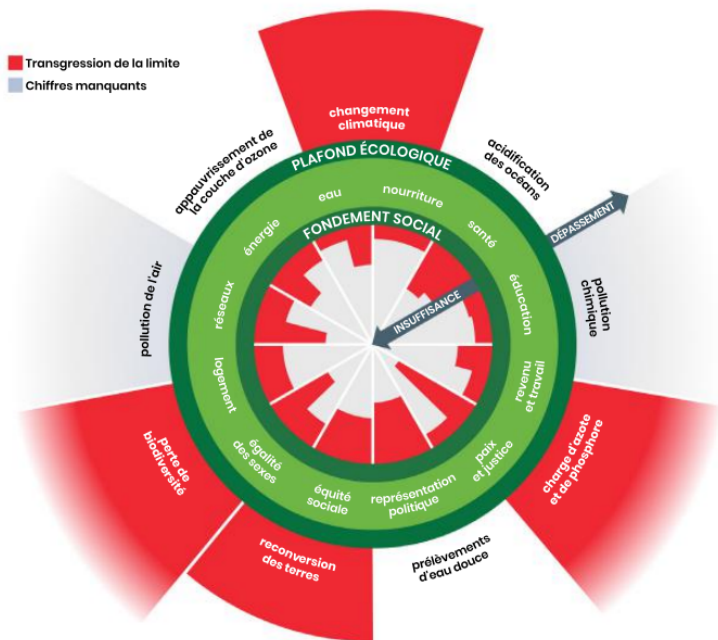 Transgression de la limite
Chiffres manquants
changement
climatique
appauvrissement de
la couche d'ozone
acidification
des océans
PLAFOND ÉCOLOGIQUE
eau
nourriture
énergie
santé
FONDEMENT SOCIAL
DÉPASSEMENT
pollution de l'air
réseaux
INSUFFISANCE
éducation
pollution
chimique
logement
revenu
et travail
perte de
biodiversité
égalité
des sexes
équité
sociale
représentation
politique
paix
et justice
charge d'azote
et de phosphore
reconversion
des terres
prélèvements
d'eau douce